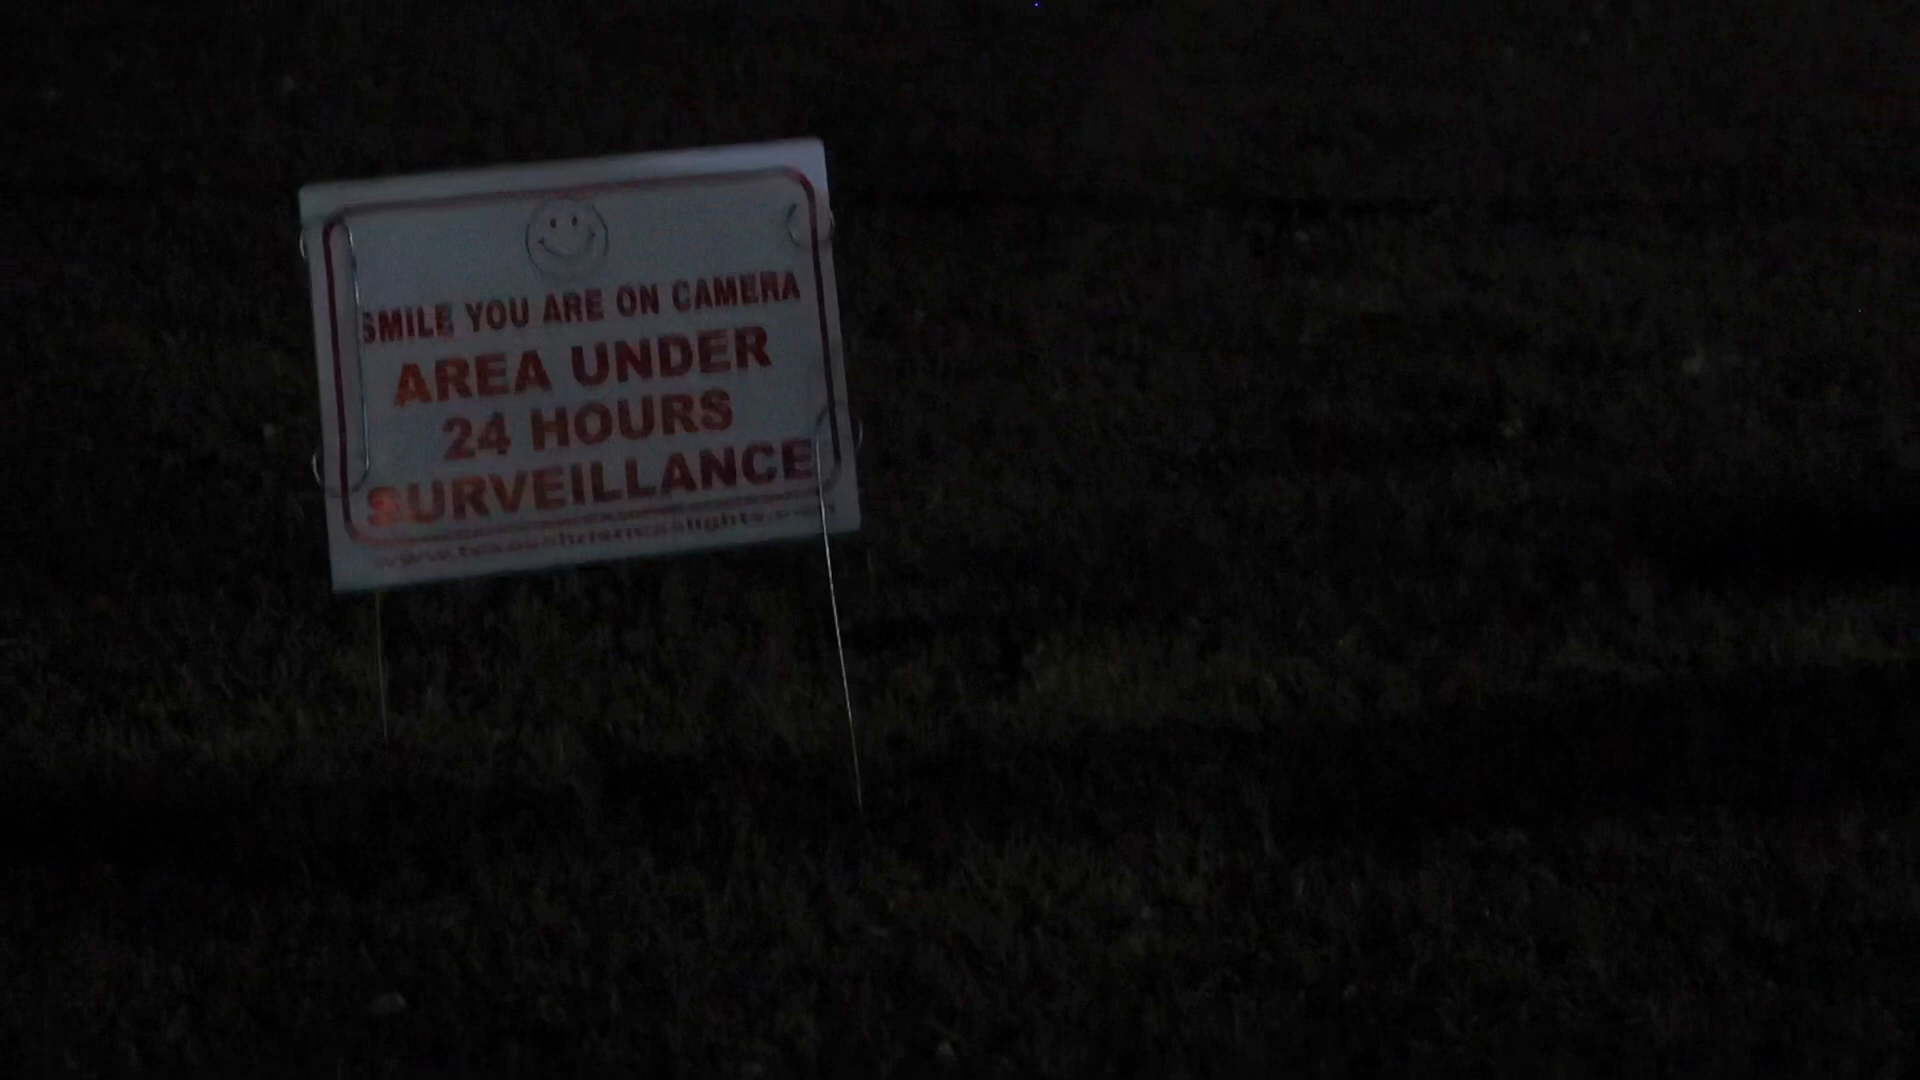 SMILE YOU ARE ON CAMERA
AREA UNDER
24 HOURS
SURVEILLANCE